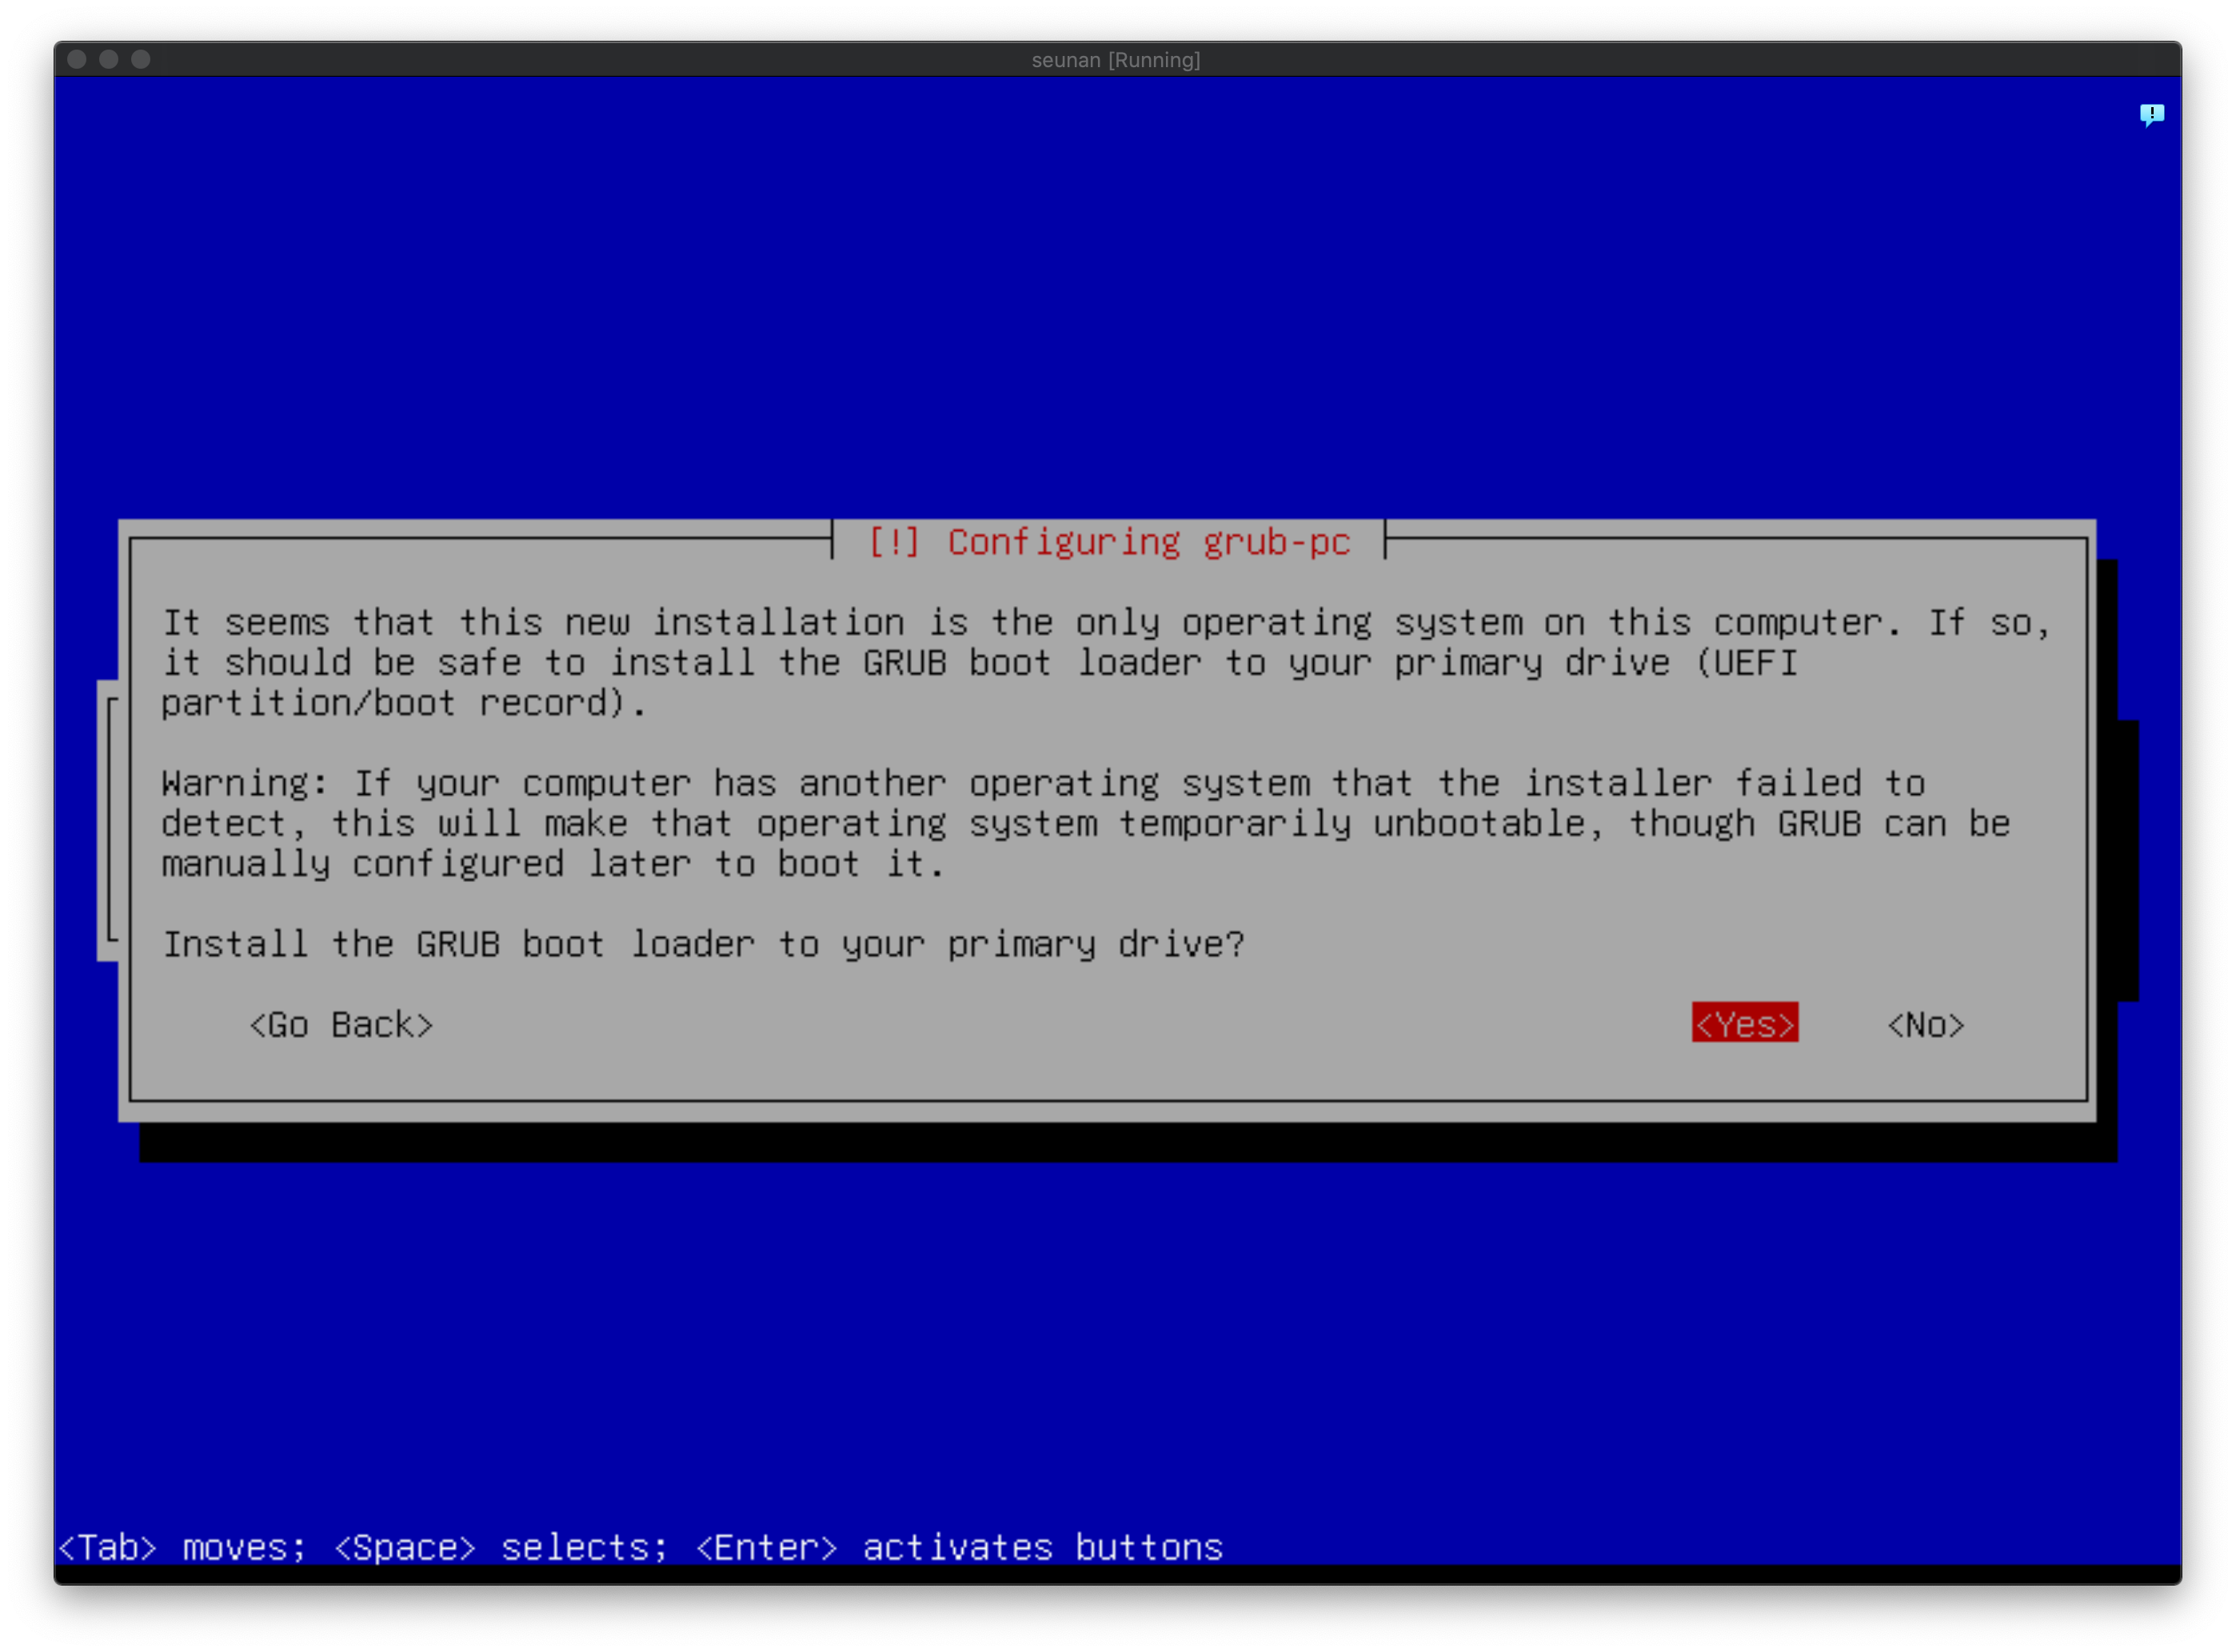 seunan [Running]
[!] Configuring grub-pc
It seems that this new installation is the only operating system on this computer. If so,
it should be safe to install the GRUB boot loader to your primary drive (UEFI
partition/boot record).
Warning: If your computer has another operating system that the installer failed to
detect, this will make that operating system temporarily unbootable, though GRUB can be
manually configured later to boot it.
Install the GRUB boot loader to your primary drive?
<Go Back> <Yes> <No>
<Tab> moves; <Space> selects; <Enter> activates buttons